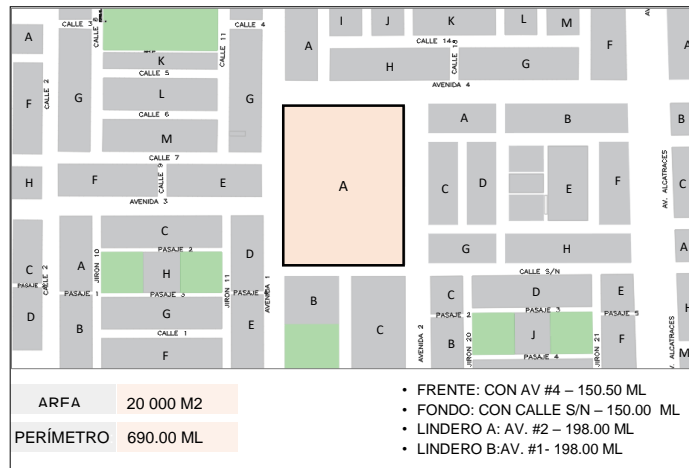 CALLE 3
CALLE 8
CALLE 11
CALLE 4
A
K
CALLE 5
L
CALLE 6
M
CALLE 7
F
G
G
CALLE 2
H
F
CALLE 9
E
AVENIDA 3
A
I
J
K
L
M
F
A
CALLE 14
CALLE 18
H
G
AVENIDA 4
A
A
B
B
C
D
E
F
C
AV. ALCATRACES
G
H
A
CALLE S/N
C
PASAJE 2
D
C
A
H
JIRON 10
JIRON 11
CALLE 2
PASAJE 1
PASAJE 3
AVENIDA 1
G
D
B
E
CALLE 1
F
B
C
AVENIDA 2
C
D
E
PASAJE 2
PASAJE 3
PASAJE 5
B
J
F
JIRON 20
JIRON 21
PASAJE 4
AV. ALCATRACES
H
M
AREA 20 000 M2
PERÍMETRO 690.00 ML
• FRENTE: CON AV #4 – 150.50 ML
• FONDO: CON CALLE S/N – 150.00 ML
• LINDERO A: AV. #2 – 198.00 ML
• LINDERO B:AV. #1- 198.00 ML